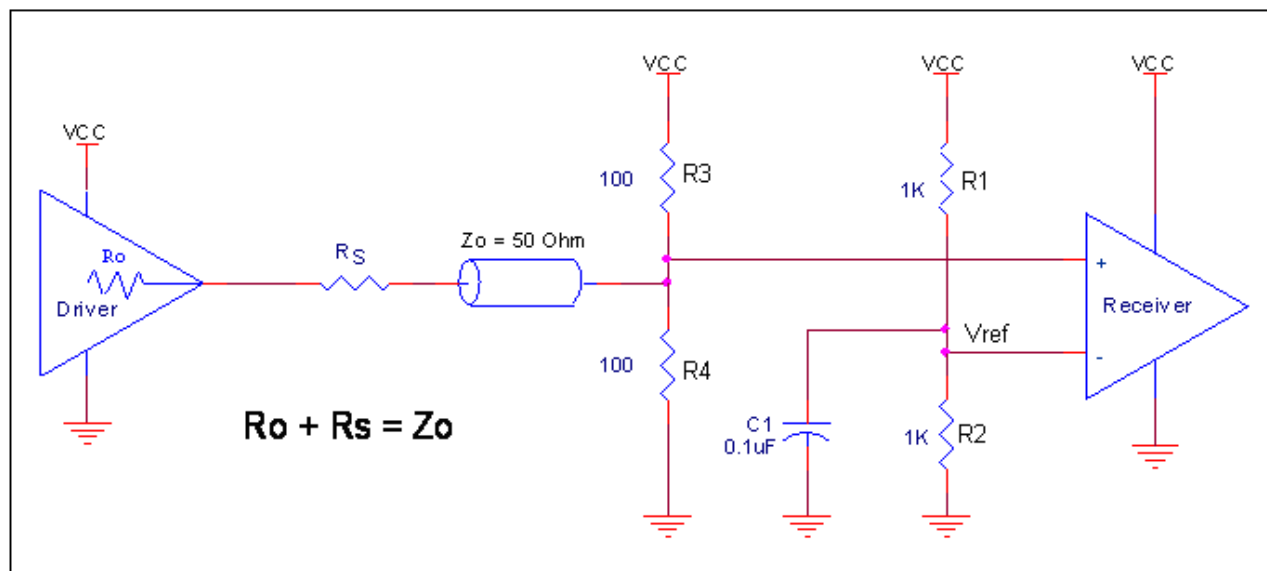 VCC
VCC
VCC
VCC
100
R3
1K
R1
Zo = 50 Ohm
RS
Ro
+
Driver
Receiver
Vref
-
100
R4
Ro + Rs = Zo
C1
0.1uF
1K
R2